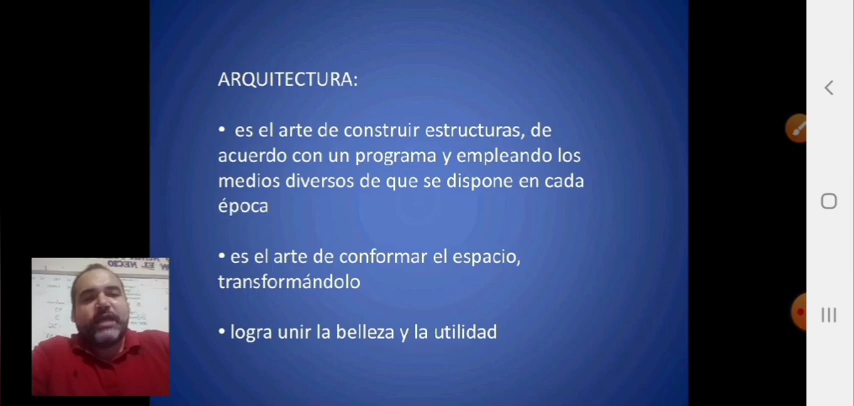 ARQUITECTURA:
• es el arte de construir estructuras, de
acuerdo con un programa y empleando los
medios diversos de que se dispone en cada
época
• es el arte de conformar el espacio,
transformándolo
• logra unir la belleza y la utilidad